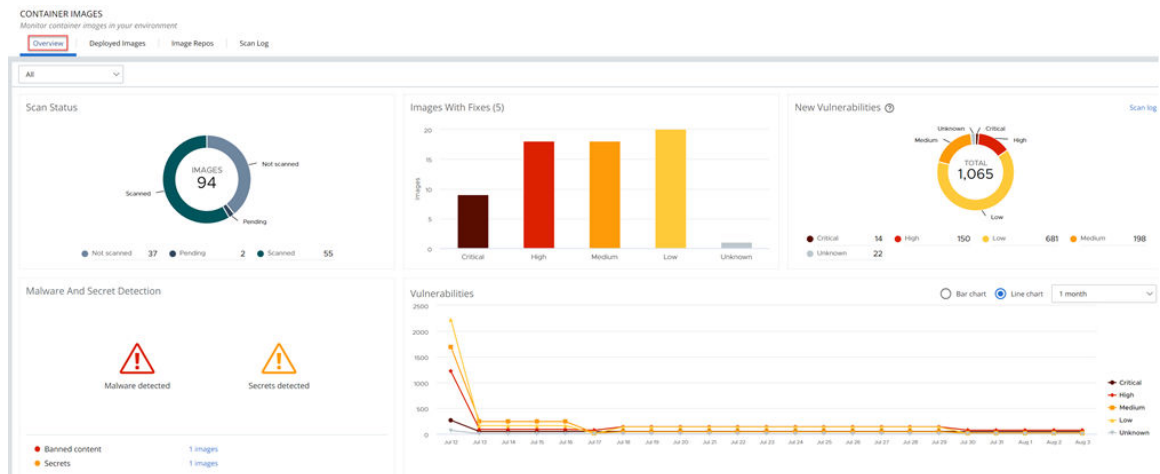 CONTAINER IMAGES
Monitor container images in your environment
Overview Deployed Images Image Repos Scan Log
All
Scan Status
IMAGES
94
Not scanned
Scanned
Pending
Not scanned 37 Pending 2 Scanned 55
Images With Fixes (5)
20
15
10
5
0
Images
Critical High Medium Low Unknown
New Vulnerabilities
Scan log
Unknown Critical
Medium High
TOTAL
1,065
Low
Critical 14 High 150 Low 681 Medium 198
Unknown 22
Malware And Secret Detection
Malware detected Secrets detected
Banned content 1 images
Secrets 1 images
Vulnerabilities
Bar chart Line chart 1 month
2500
2000
1500
1000
500
0
Jul 12 Jul 13 Jul 14 Jul 15 Jul 16 Jul 17 Jul 18 Jul 19 Jul 20 Jul 21 Jul 22 Jul 23 Jul 24 Jul 25 Jul 26 Jul 27 Jul 28 Jul 29 Jul 30 Jul 31 Aug 1 Aug 2 Aug 3
Critical
High
Medium
Low
Unknown